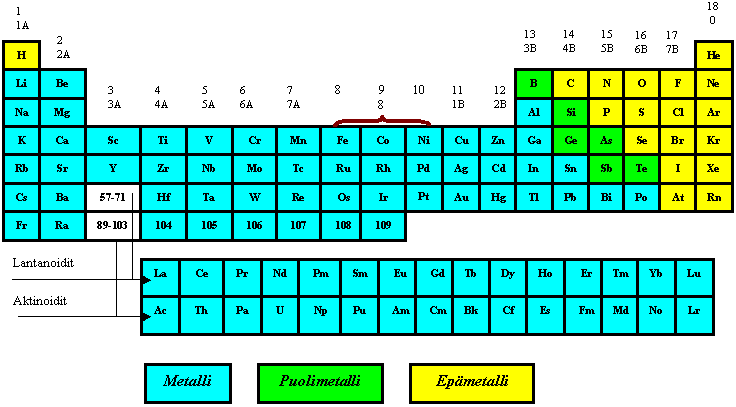 1 18
1A 0
2 13 14 15 16 17
2A 3B 4B 5B 6B 7B
H He
Li Be B C N O F Ne
3 4 5 6 7 8 9 10 11 12
3A 4A 5A 6A 7A 8 1B 2B
Na Mg Al Si P S Cl Ar
K Ca Sc Ti V Cr Mn Fe Co Ni Cu Zn Ga Ge As Se Br Kr
Rb Sr Y Zr Nb Mo Tc Ru Rh Pd Ag Cd In Sn Sb Te I Xe
Cs Ba 57-71 Hf Ta W Re Os Ir Pt Au Hg Tl Pb Bi Po At Rn
Fr Ra 89-103 104 105 106 107 108 109
Lantanoidit
La Ce Pr Nd Pm Sm Eu Gd Tb Dy Ho Er Tm Yb Lu
Aktinoidit
Ac Th Pa U Np Pu Am Cm Bk Cf Es Fm Md No Lr
Metalli Puolimetalli Epämetalli